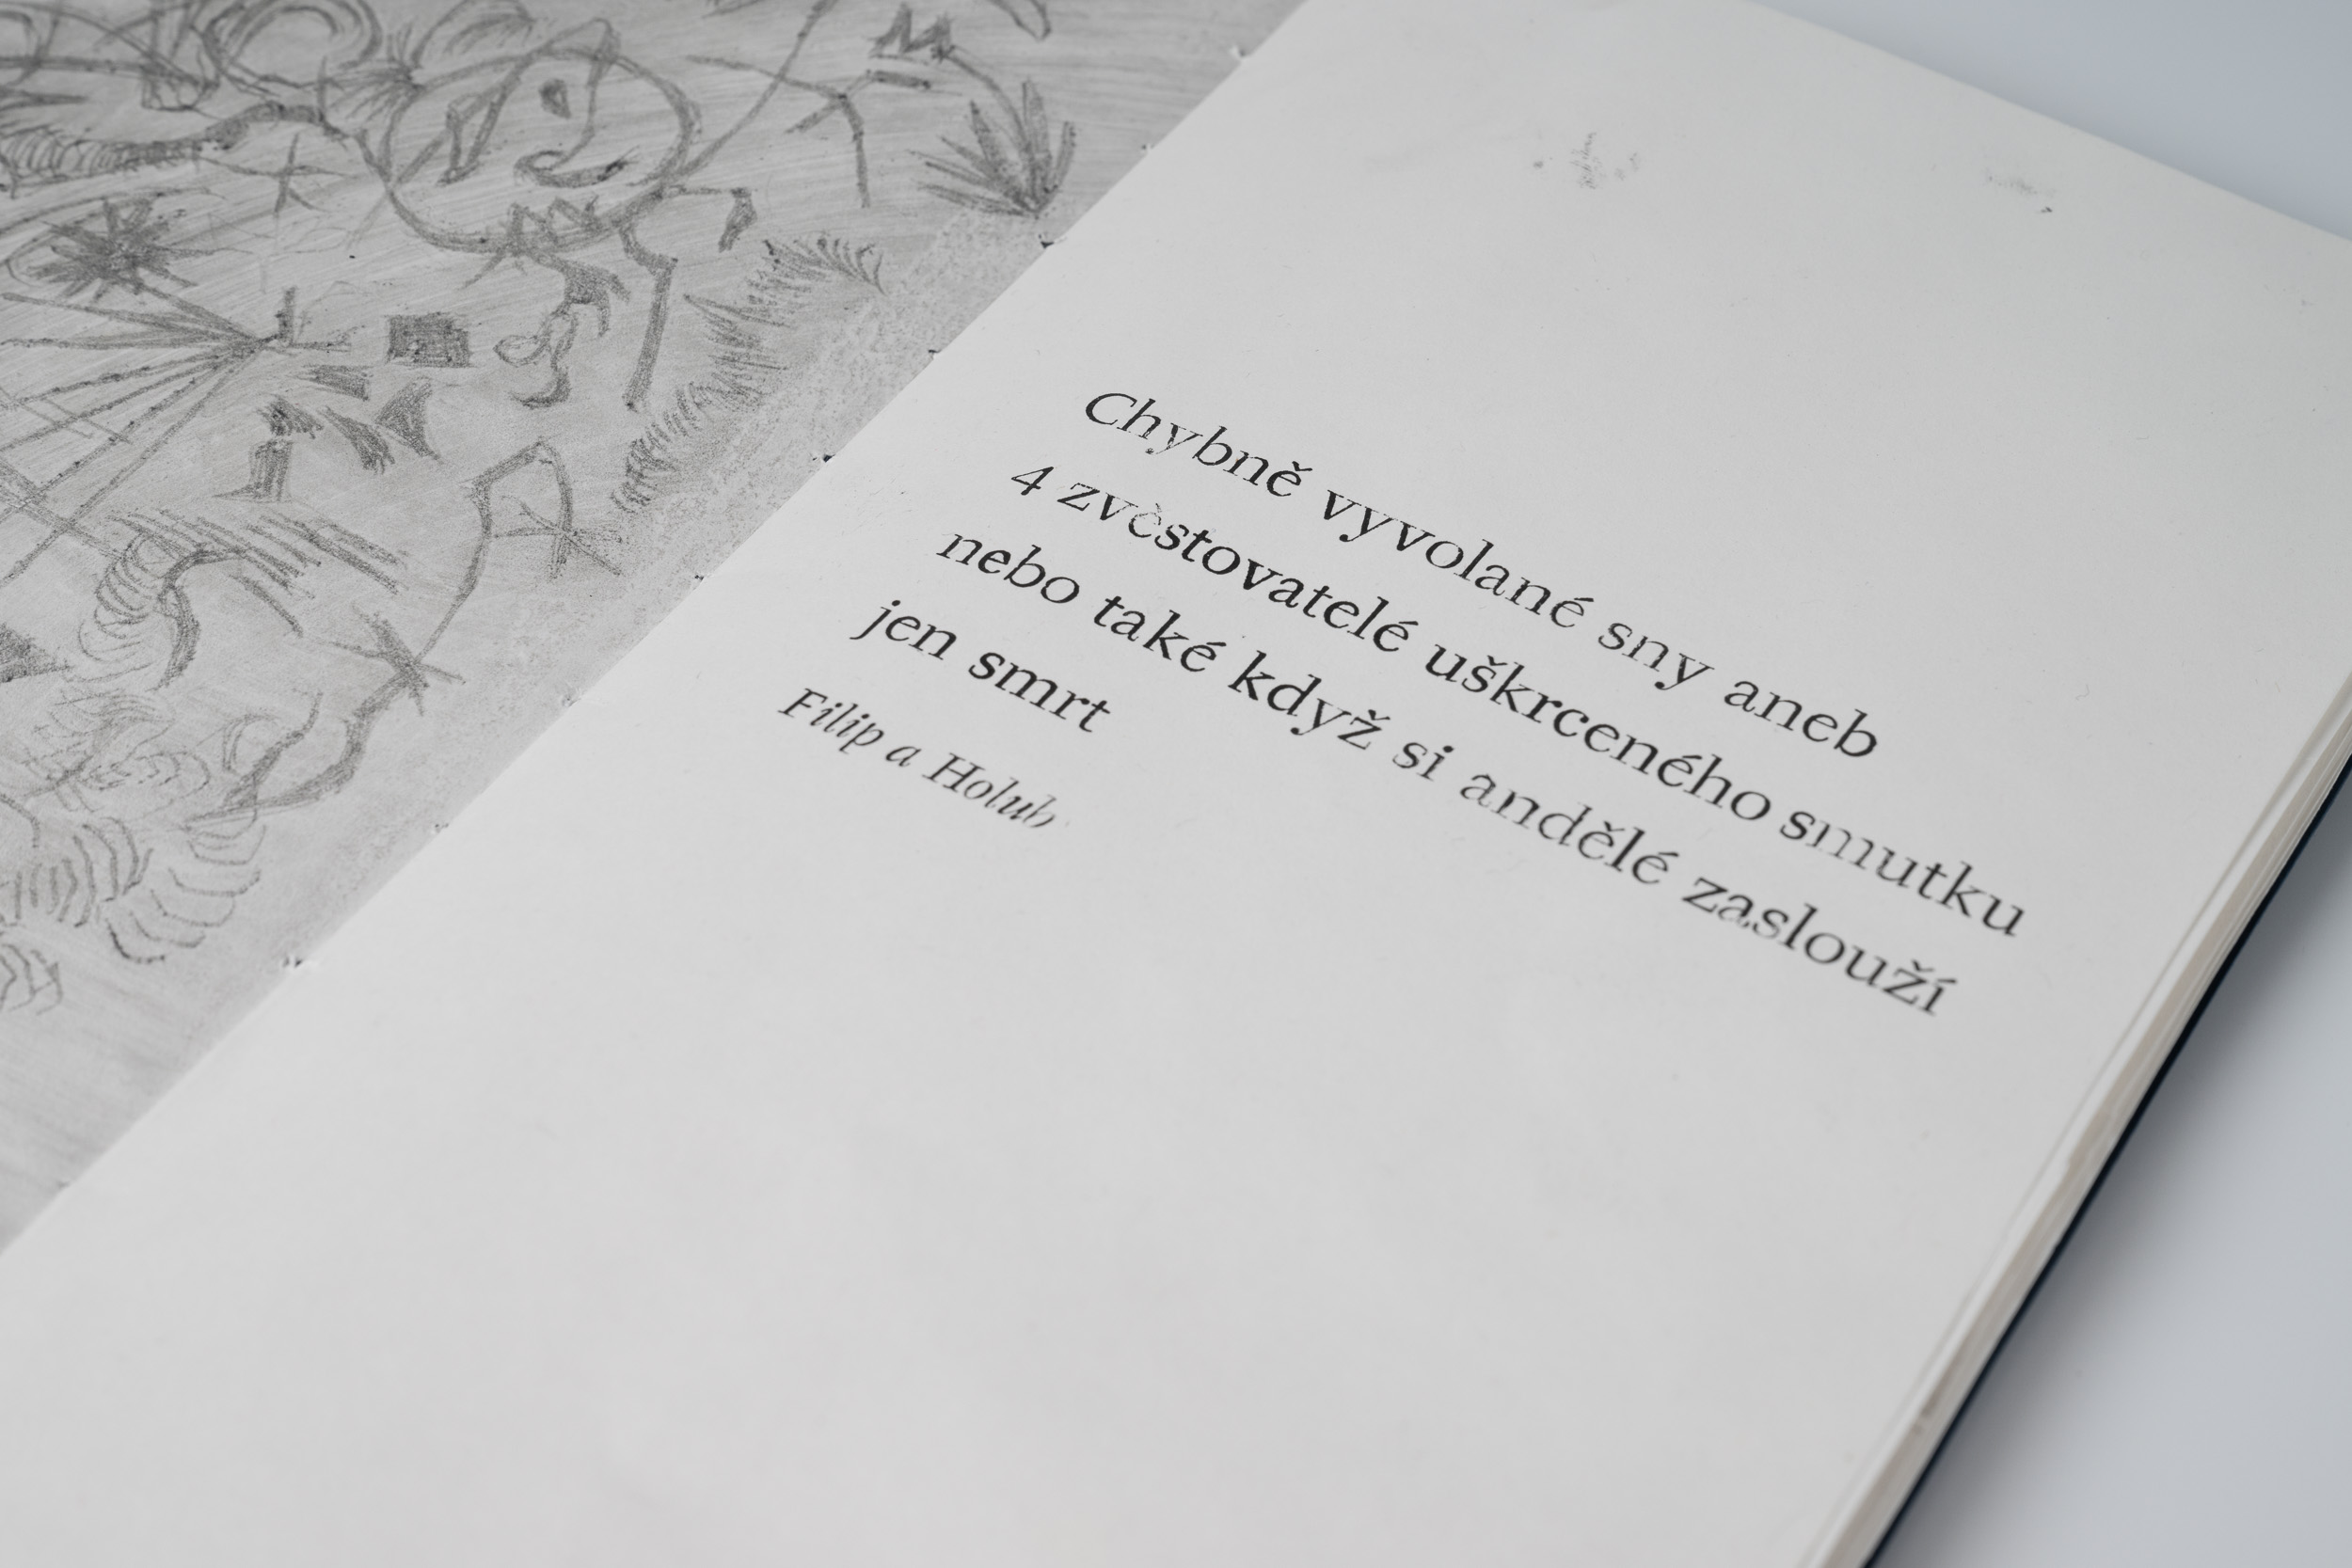 Chybně vyvolané sny aneb
4 zvěstovatelé uškrceného smutku
nebo také když si andělé zaslouží
jen smrt
Filip a Holub